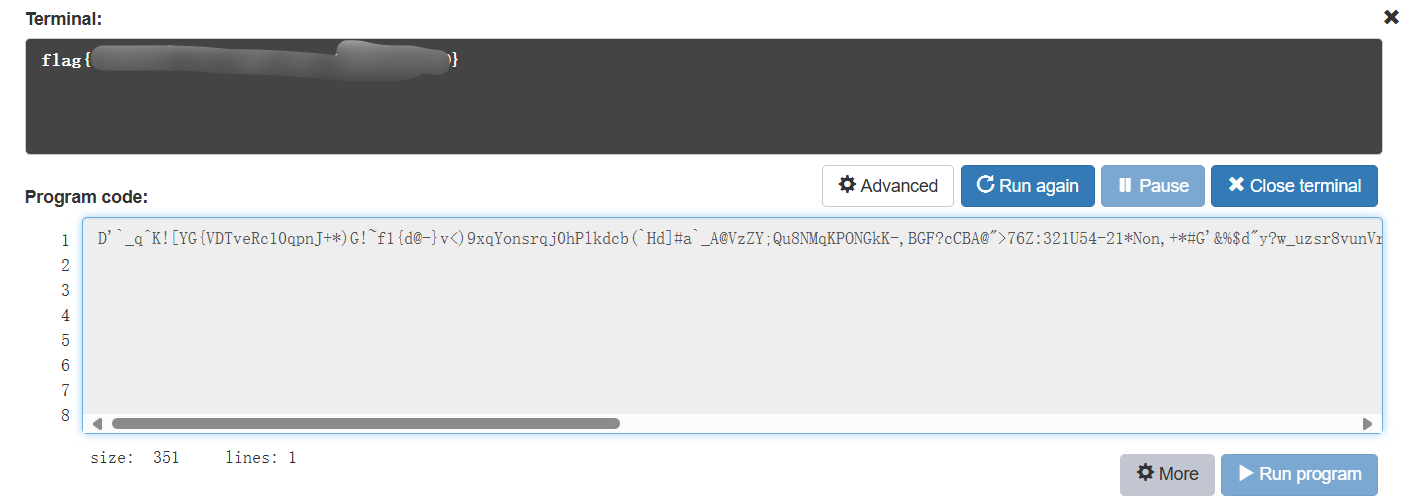 Terminal:
flag{ }
Advanced
Run again
Pause
Close terminal
Program code:
1 D'`_q^K![YG{VDTveRc10qpnJ+*)G!~f1{d@-}v<)9xqYonsrqj0hPlkdcb(`Hd]#a`_A@VzZY;Qu8NMqKPONGkK-,BGF?cCBA@">76Z:321U54-21*Non,+*#G'&%$d"y?w_uzsr8vunVr
2
3
4
5
6
7
8
size: 351 lines: 1
More
Run program